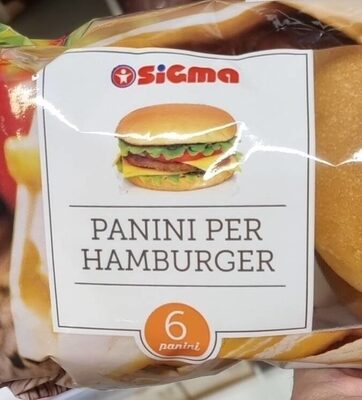 SiGma
PANINI PER
HAMBURGER
6
panini